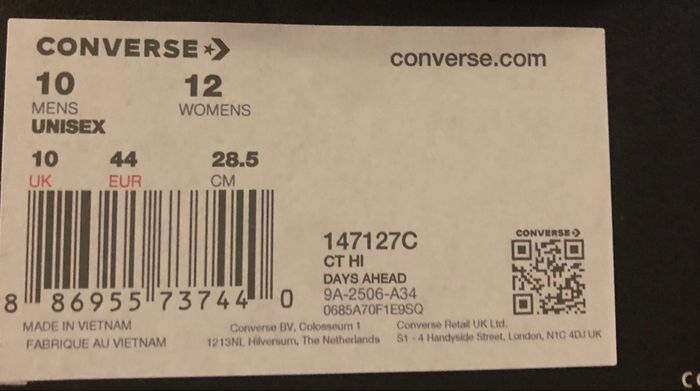 CONVERSE
converse.com
10 12
MENS WOMENS
UNISEX
10 44 28.5
UK EUR CM
8 86955 73744 0
147127C
CT HI
DAYS AHEAD
9A-2506-A34
0685A70F1E9SQ
CONVERSE
MADE IN VIETNAM
FABRIQUE AU VIETNAM
Converse BV, Colosseum 1
1213NL Hilversum, The Netherlands
Converse Retail UK Ltd.
S1 - 4 Handyside Street, London, N1C 4DJ UK